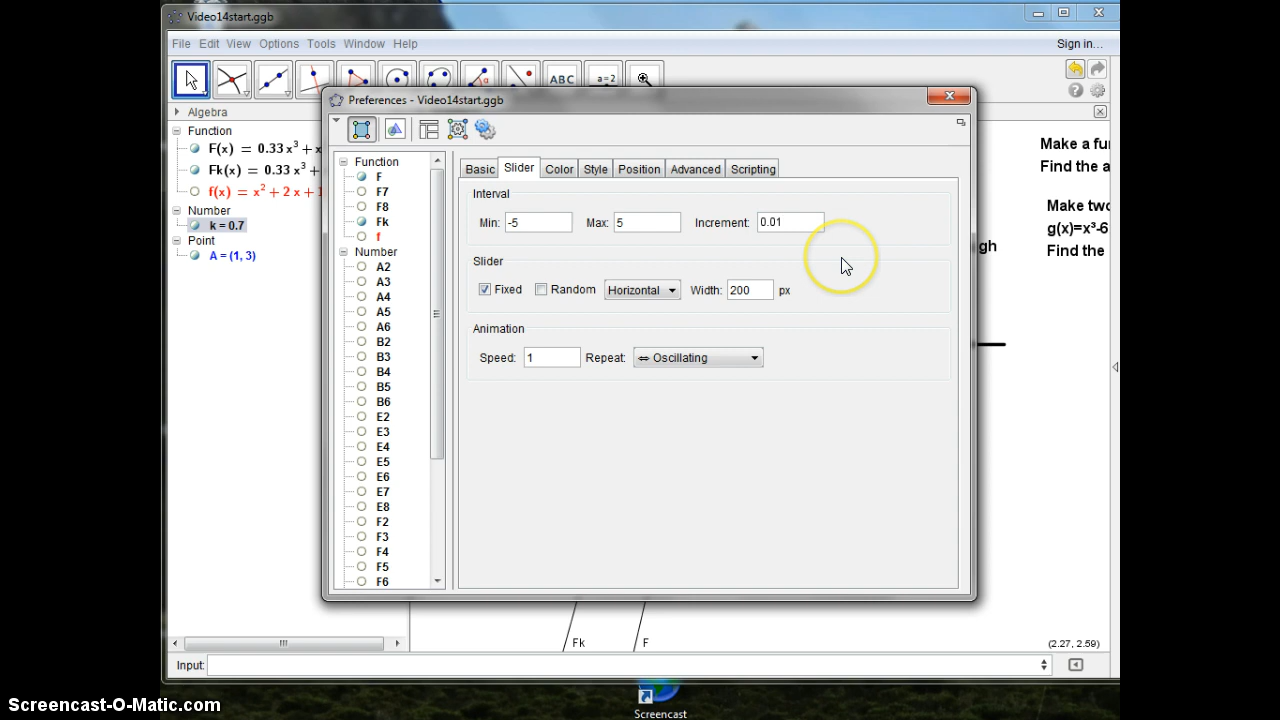 Video14start.ggb
File Edit View Options Tools Window Help Sign in...
ABC a=2
Preferences - Video14start.ggb
Algebra
Function
F(x) = 0.33 x³ + x
Fk(x) = 0.33 x³ +
f(x) = x² + 2 x + 1
Number
k = 0.7
Point
A = (1, 3)
Function
F
F7
F8
Fk
f
Number
A2
A3
A4
A5
A6
B2
B3
B4
B5
B6
E2
E3
E4
E5
E6
E7
E8
F2
F3
F4
F5
F6
Basic Slider Color Style Position Advanced Scripting
Interval
Min: -5 Max: 5 Increment: 0.01
Slider
Fixed Random Horizontal Width: 200 px
Animation
Speed: 1 Repeat: ⇔ Oscillating
Make a fu
Find the a
Make two
g(x)=x³-6
gh
Find the
Fk F
(2.27, 2.59)
Input:
Screencast-O-Matic.com
Screencast